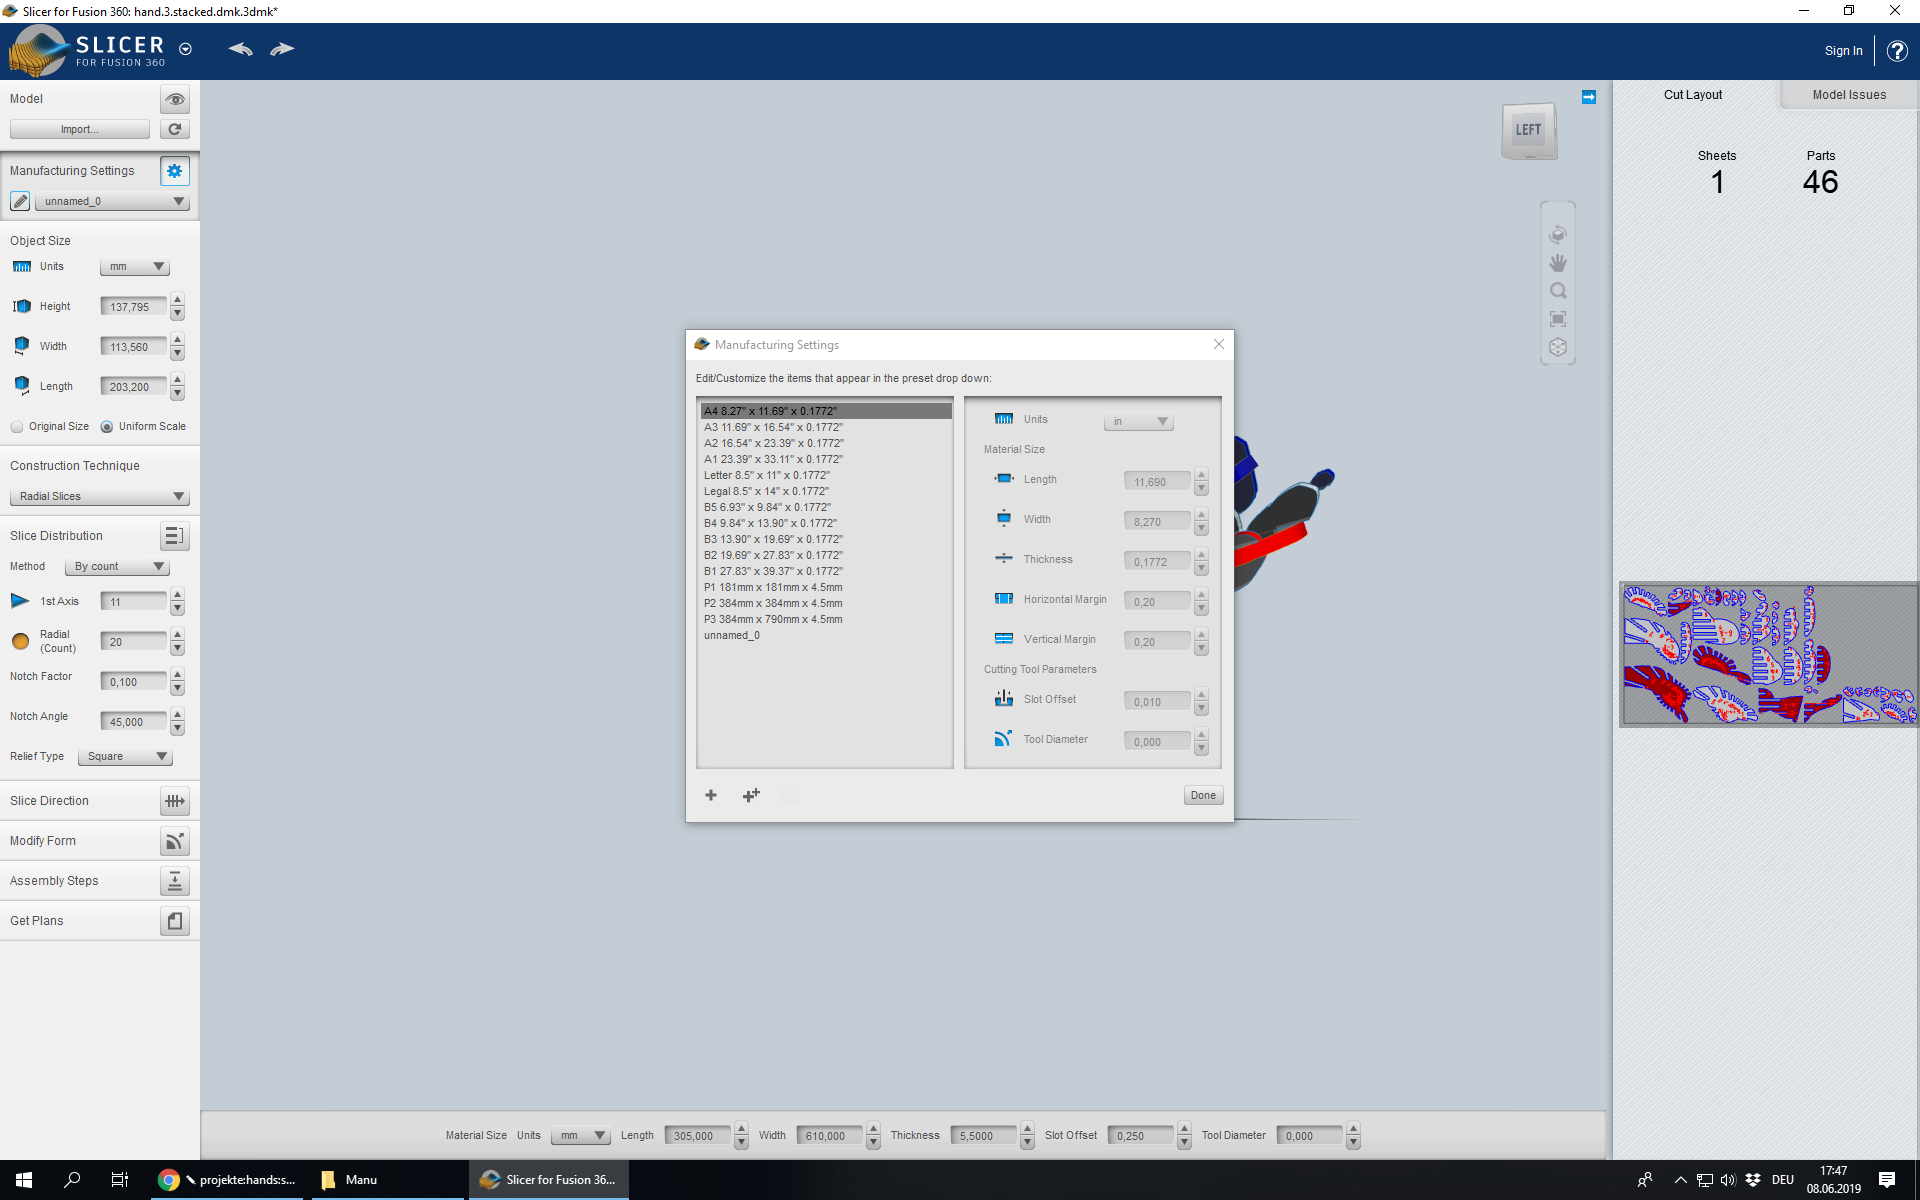 Slicer for Fusion 360: hand.3.stacked.dmk.3dmk*
SLICER
FOR FUSION 360
Sign In
?
Model
Import...
Manufacturing Settings
unnamed_0
Object Size
Units mm
Height 137,795
Width 113,560
Length 203,200
Original Size Uniform Scale
Construction Technique
Radial Slices
Slice Distribution
Method By count
1st Axis 11
Radial
(Count) 20
Notch Factor 0,100
Notch Angle 45,000
Relief Type Square
Slice Direction
Modify Form
Assembly Steps
Get Plans
LEFT
Manufacturing Settings
Edit/Customize the items that appear in the preset drop down:
A4 8.27" x 11.69" x 0.1772"
A3 11.69" x 16.54" x 0.1772"
A2 16.54" x 23.39" x 0.1772"
A1 23.39" x 33.11" x 0.1772"
Letter 8.5" x 11" x 0.1772"
Legal 8.5" x 14" x 0.1772"
B5 6.93" x 9.84" x 0.1772"
B4 9.84" x 13.90" x 0.1772"
B3 13.90" x 19.69" x 0.1772"
B2 19.69" x 27.83" x 0.1772"
B1 27.83" x 39.37" x 0.1772"
P1 181mm x 181mm x 4.5mm
P2 384mm x 384mm x 4.5mm
P3 384mm x 790mm x 4.5mm
unnamed_0
Units in
Material Size
Length 11,690
Width 8,270
Thickness 0,1772
Horizontal Margin 0,20
Vertical Margin 0,20
Cutting Tool Parameters
Slot Offset 0,010
Tool Diameter 0,000
Done
Cut Layout Model Issues
Sheets Parts
1 46
Material Size Units mm Length 305,000 Width 610,000 Thickness 5,5000 Slot Offset 0,250 Tool Diameter 0,000
projekte:hands:s... Manu Slicer for Fusion 36... DEU 17:47
08.06.2019